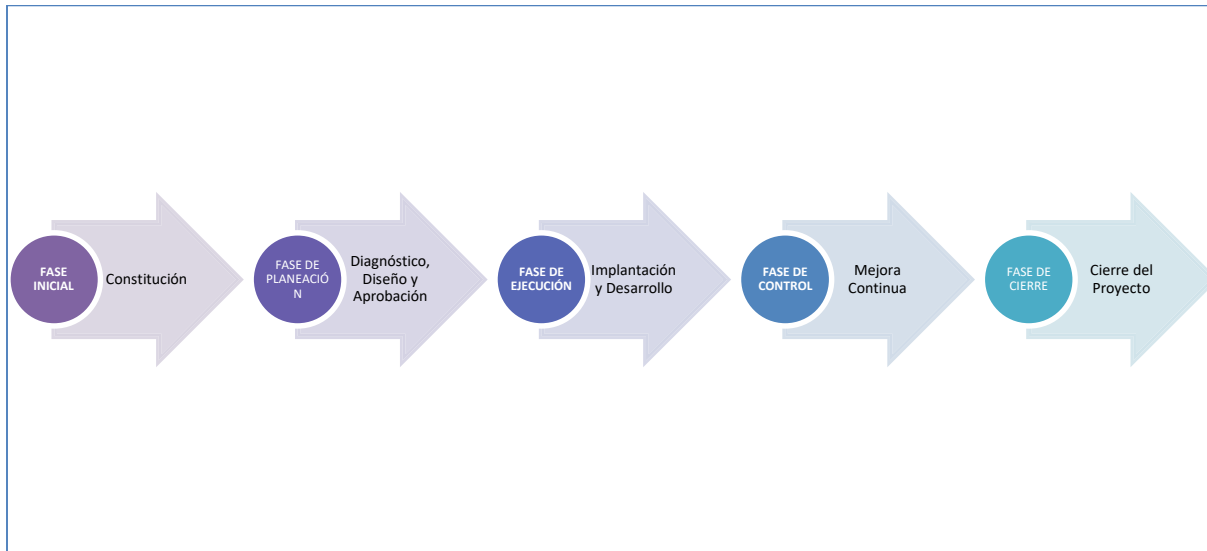 FASE
INICIAL
Constitución
FASE DE
PLANEACIÓ
N
Diagnóstico,
Diseño y
Aprobación
FASE DE
EJECUCIÓN
Implantación
y Desarrollo
FASE DE
CONTROL
Mejora
Continua
FASE DE
CIERRE
Cierre del
Proyecto